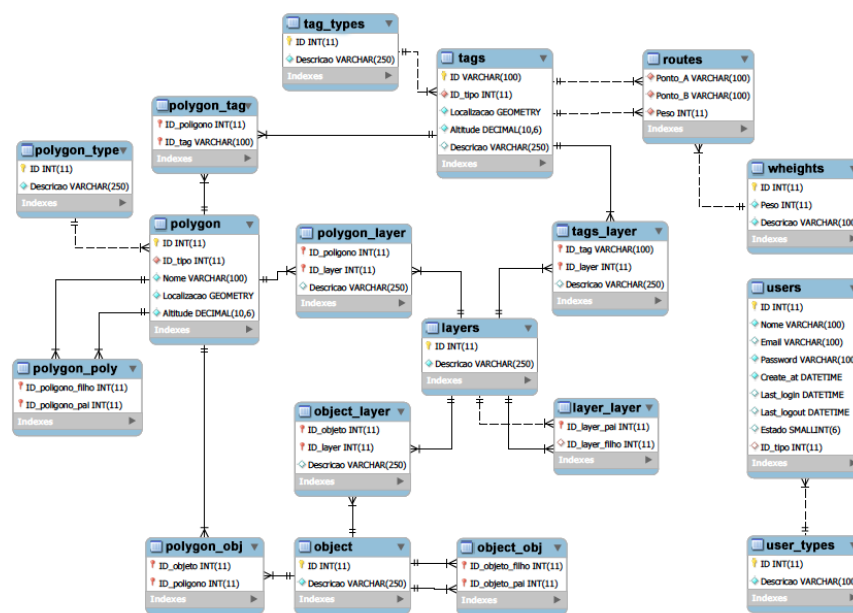 tag_types
ID INT(11)
Descricao VARCHAR(250)
Indexes
tags
ID VARCHAR(100)
ID_tipo INT(11)
Localizacao GEOMETRY
Altitude DECIMAL(10,6)
Descricao VARCHAR(250)
Indexes
routes
Ponto_A VARCHAR(100)
Ponto_B VARCHAR(100)
Peso INT(11)
Indexes
polygon_tag
ID_poligono INT(11)
ID_tag VARCHAR(100)
Indexes
polygon_type
ID INT(11)
Descricao VARCHAR(250)
Indexes
wheights
ID INT(11)
Peso INT(11)
Descricao VARCHAR(100
Indexes
polygon
ID INT(11)
ID_tipo INT(11)
Nome VARCHAR(100)
Localizacao GEOMETRY
Altitude DECIMAL(10,6)
Indexes
polygon_layer
ID_poligono INT(11)
ID_layer INT(11)
Descricao VARCHAR(250)
Indexes
tags_layer
ID_tag VARCHAR(100)
ID_layer INT(11)
Descricao VARCHAR(250)
Indexes
users
ID INT(11)
Nome VARCHAR(100)
Email VARCHAR(100)
Password VARCHAR(100
Create_at DATETIME
Last_login DATETIME
Last_logout DATETIME
Estado SMALLINT(6)
ID_tipo INT(11)
Indexes
layers
ID INT(11)
Descricao VARCHAR(250)
Indexes
polygon_poly
ID_poligono_filho INT(11)
ID_poligono_pai INT(11)
Indexes
object_layer
ID_objeto INT(11)
ID_layer INT(11)
Descricao VARCHAR(250)
Indexes
layer_layer
ID_layer_pai INT(11)
ID_layer_filho INT(11)
Indexes
polygon_obj
ID_objeto INT(11)
ID_poligono INT(11)
Indexes
object
ID INT(11)
Descricao VARCHAR(250)
Indexes
object_obj
ID_objeto_filho INT(11)
ID_objeto_pai INT(11)
Indexes
user_types
ID INT(11)
Descricao VARCHAR(100
Indexes